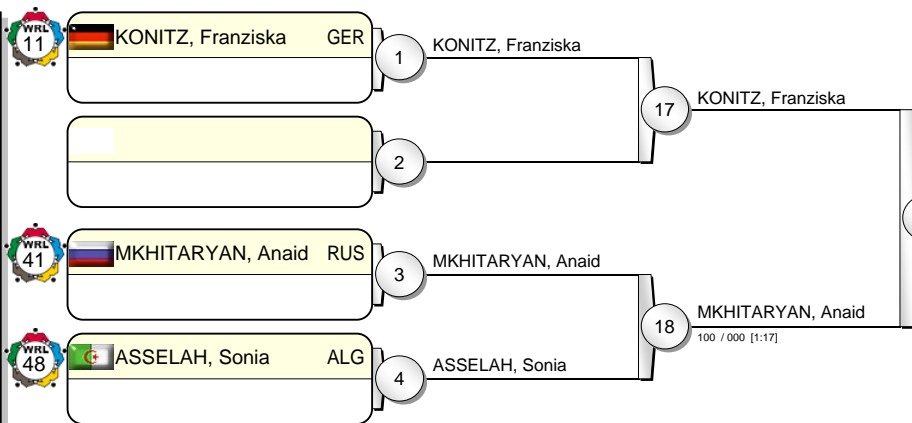 WRL
11
KONITZ, Franziska GER
1
KONITZ, Franziska
17
KONITZ, Franziska
2
WRL
41
MKHITARYAN, Anaid RUS
3
MKHITARYAN, Anaid
18
MKHITARYAN, Anaid
100 / 000 [1:17]
WRL
48
ASSELAH, Sonia ALG
4
ASSELAH, Sonia